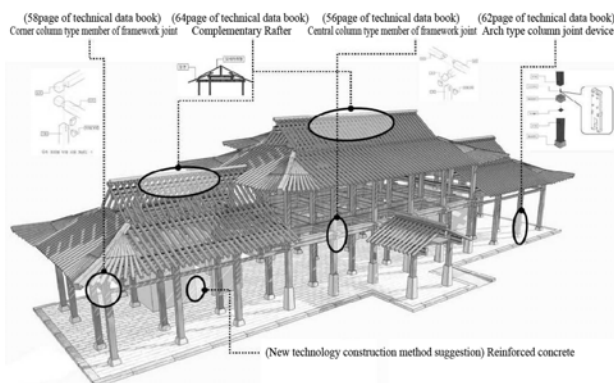 (58page of technical data book)
Corner column type member of framework joint
(64page of technical data book)
Complementary Rafter
(56page of technical data book)
Central column type member of framework joint
(62page of technical data book)
Arch type column joint device
(New technology construction method suggestion) Reinforced concrete